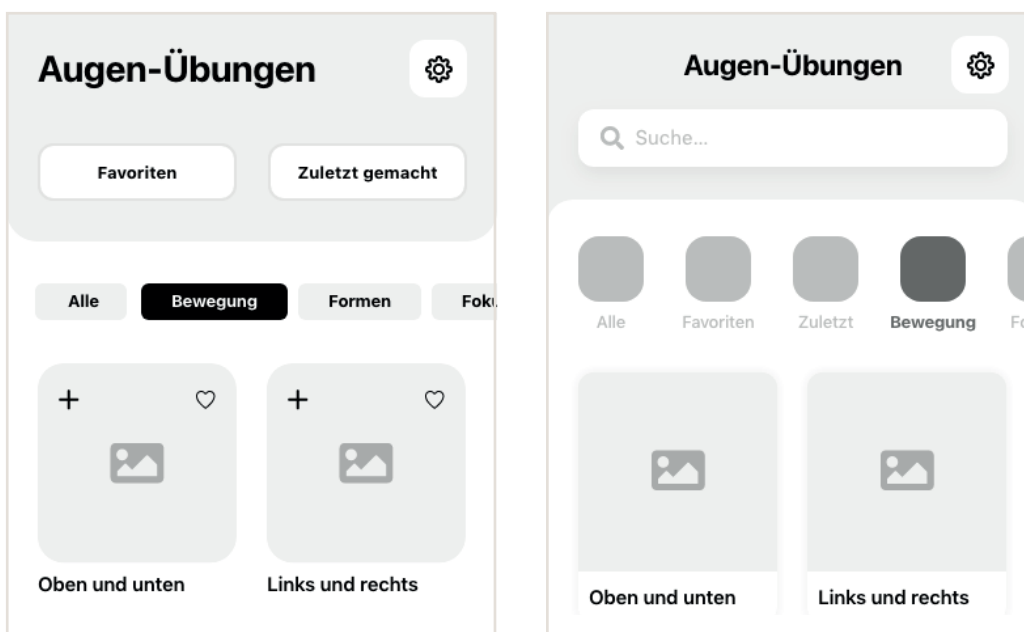 Augen-Übungen
Favoriten
Zuletzt gemacht
Alle
Bewegung
Formen
Oben und unten
Links und rechts
Augen-Übungen
Suche...
Alle
Favoriten
Zuletzt
Bewegung
Oben und unten
Links und rechts